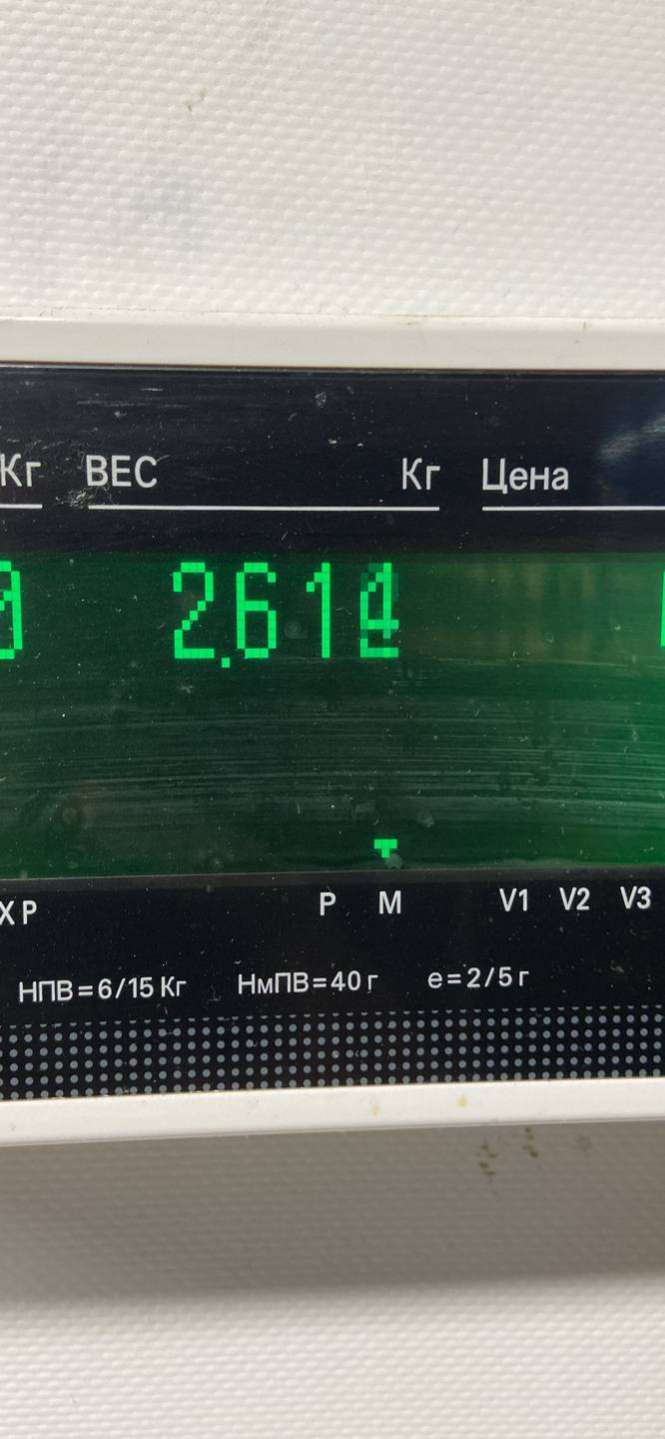 Кг ВЕС Кг Цена
2.61
ХР Р М V1 V2 V3
НПВ=6/15 Кг НмПВ=40 г е=2/5 г